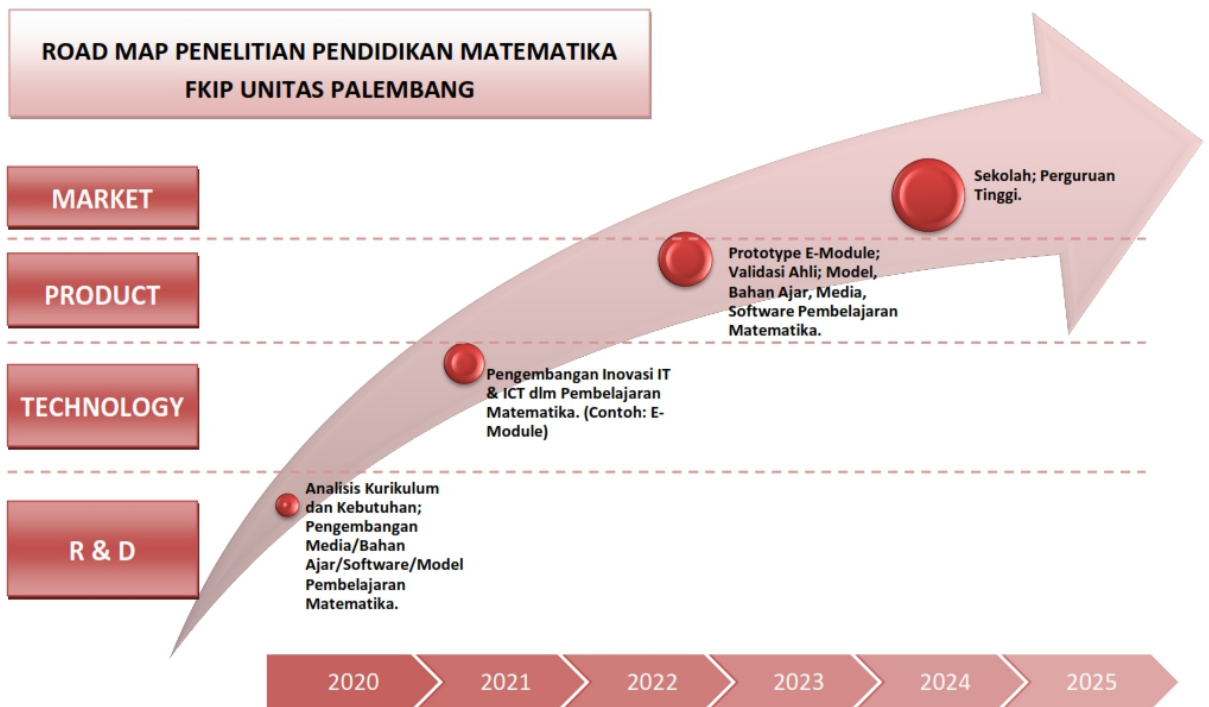 ROAD MAP PENELITIAN PENDIDIKAN MATEMATIKA
FKIP UNITAS PALEMBANG
MARKET
Sekolah; Perguruan
Tinggi.
PRODUCT
Prototype E-Module;
Validasi Ahli; Model,
Bahan Ajar, Media,
Software Pembelajaran
Matematika.
TECHNOLOGY
Pengembangan Inovasi IT
& ICT dlm Pembelajaran
Matematika. (Contoh: E-
Module)
R & D
Analisis Kurikulum
dan Kebutuhan;
Pengembangan
Media/Bahan
Ajar/Software/Model
Pembelajaran
Matematika.
2020 2021 2022 2023 2024 2025